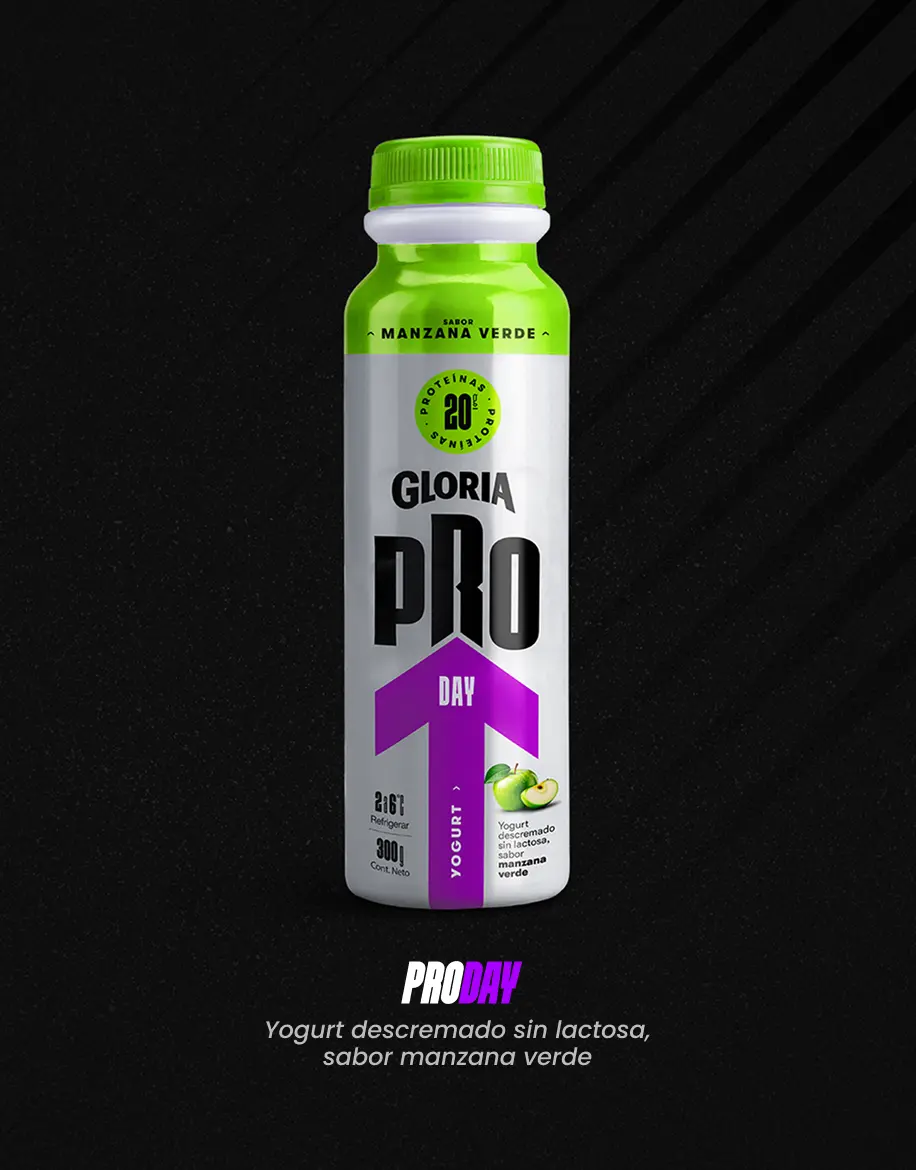 SABOR
MANZANA VERDE
PROTEÍNAS · PROTEÍNAS ·
20
GLORIA
PRO
DAY
YOGURT >
2 a 6°C
Refrigerar
300g
Cont. Neto
Yogurt
descremado
sin lactosa,
sabor
manzana
verde
PRODAY
Yogurt descremado sin lactosa,
sabor manzana verde